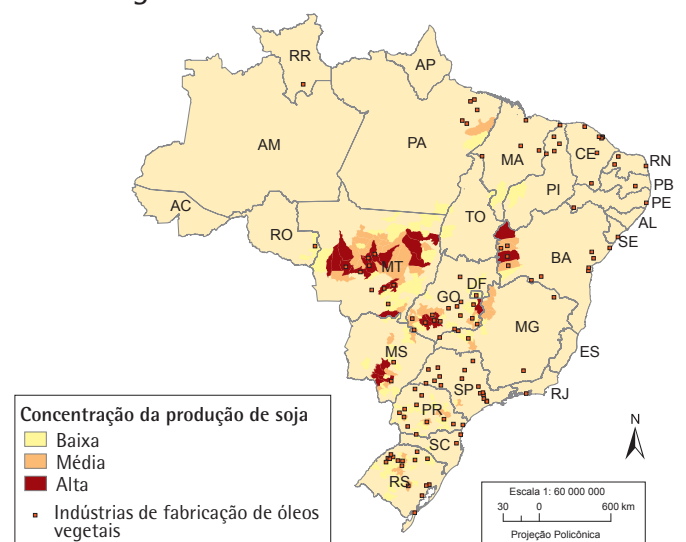 RR
AP
AM
PA
MA
CE
RN
PB
PE
AL
SE
PI
AC
TO
RO
BA
MT
DF
GO
MG
ES
MS
SP
RJ
PR
SC
RS
Concentração da produção de soja
Baixa
Média
Alta
Indústrias de fabricação de óleos
vegetais
N
Escala 1: 60 000 000
30 0 600 km
Projeção Policônica